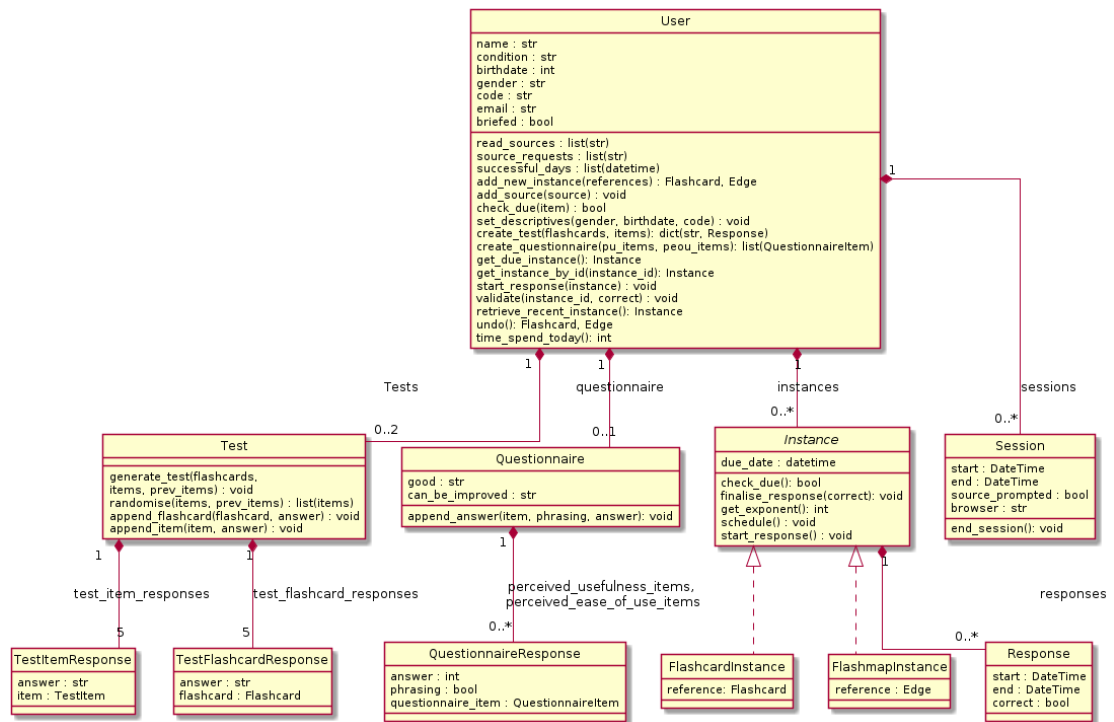 User
name : str
condition : str
birthdate : int
gender : str
code : str
email : str
briefed : bool
read_sources : list(str)
source_requests : list(str)
successful_days : list(datetime)
add_new_instance(references) : Flashcard, Edge
add_source(source) : void
check_due(item) : bool
set_descriptives(gender, birthdate, code) : void
create_test(flashcards, items): dict(str, Response)
create_questionnaire(pu_items, peou_items): list(QuestionnaireItem)
get_due_instance(): Instance
get_instance_by_id(instance_id): Instance
start_response(instance) : void
validate(instance_id, correct) : void
retrieve_recent_instance(): Instance
undo(): Flashcard, Edge
time_spend_today(): int
1
1
1
1
Tests
questionnaire
instances
sessions
0..2
0..1
0..*
0..*
Test
generate_test(flashcards,
items, prev_items) : void
randomise(items, prev_items) : list(items)
append_flashcard(flashcard, answer) : void
append_item(item, answer) : void
Questionnaire
good : str
can_be_improved : str
append_answer(item, phrasing, answer): void
Instance
due_date : datetime
check_due(): bool
finalise_response(correct): void
get_exponent(): int
schedule() : void
start_response() : void
Session
start : DateTime
end : DateTime
source_prompted : bool
browser : str
end_session(): void
1
1
1
1
test_item_responses
test_flashcard_responses
perceived_usefulness_items,
perceived_ease_of_use_items
responses
5
5
0..*
0..*
TestItemResponse
answer : str
item : TestItem
TestFlashcardResponse
answer : str
flashcard : Flashcard
QuestionnaireResponse
answer : int
phrasing : bool
questionnaire_item : QuestionnaireItem
FlashcardInstance
reference: Flashcard
FlashmapInstance
reference : Edge
Response
start : DateTime
end : DateTime
correct : bool